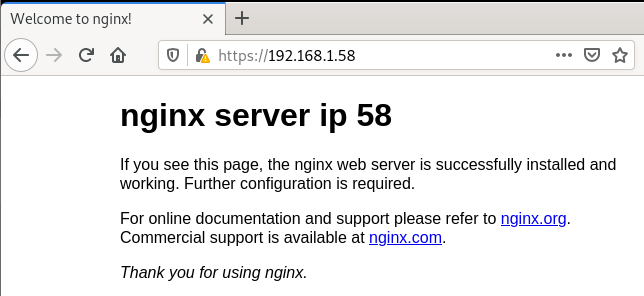 Welcome to nginx!
https://192.168.1.58
nginx server ip 58
If you see this page, the nginx web server is successfully installed and
working. Further configuration is required.
For online documentation and support please refer to nginx.org.
Commercial support is available at nginx.com.
Thank you for using nginx.